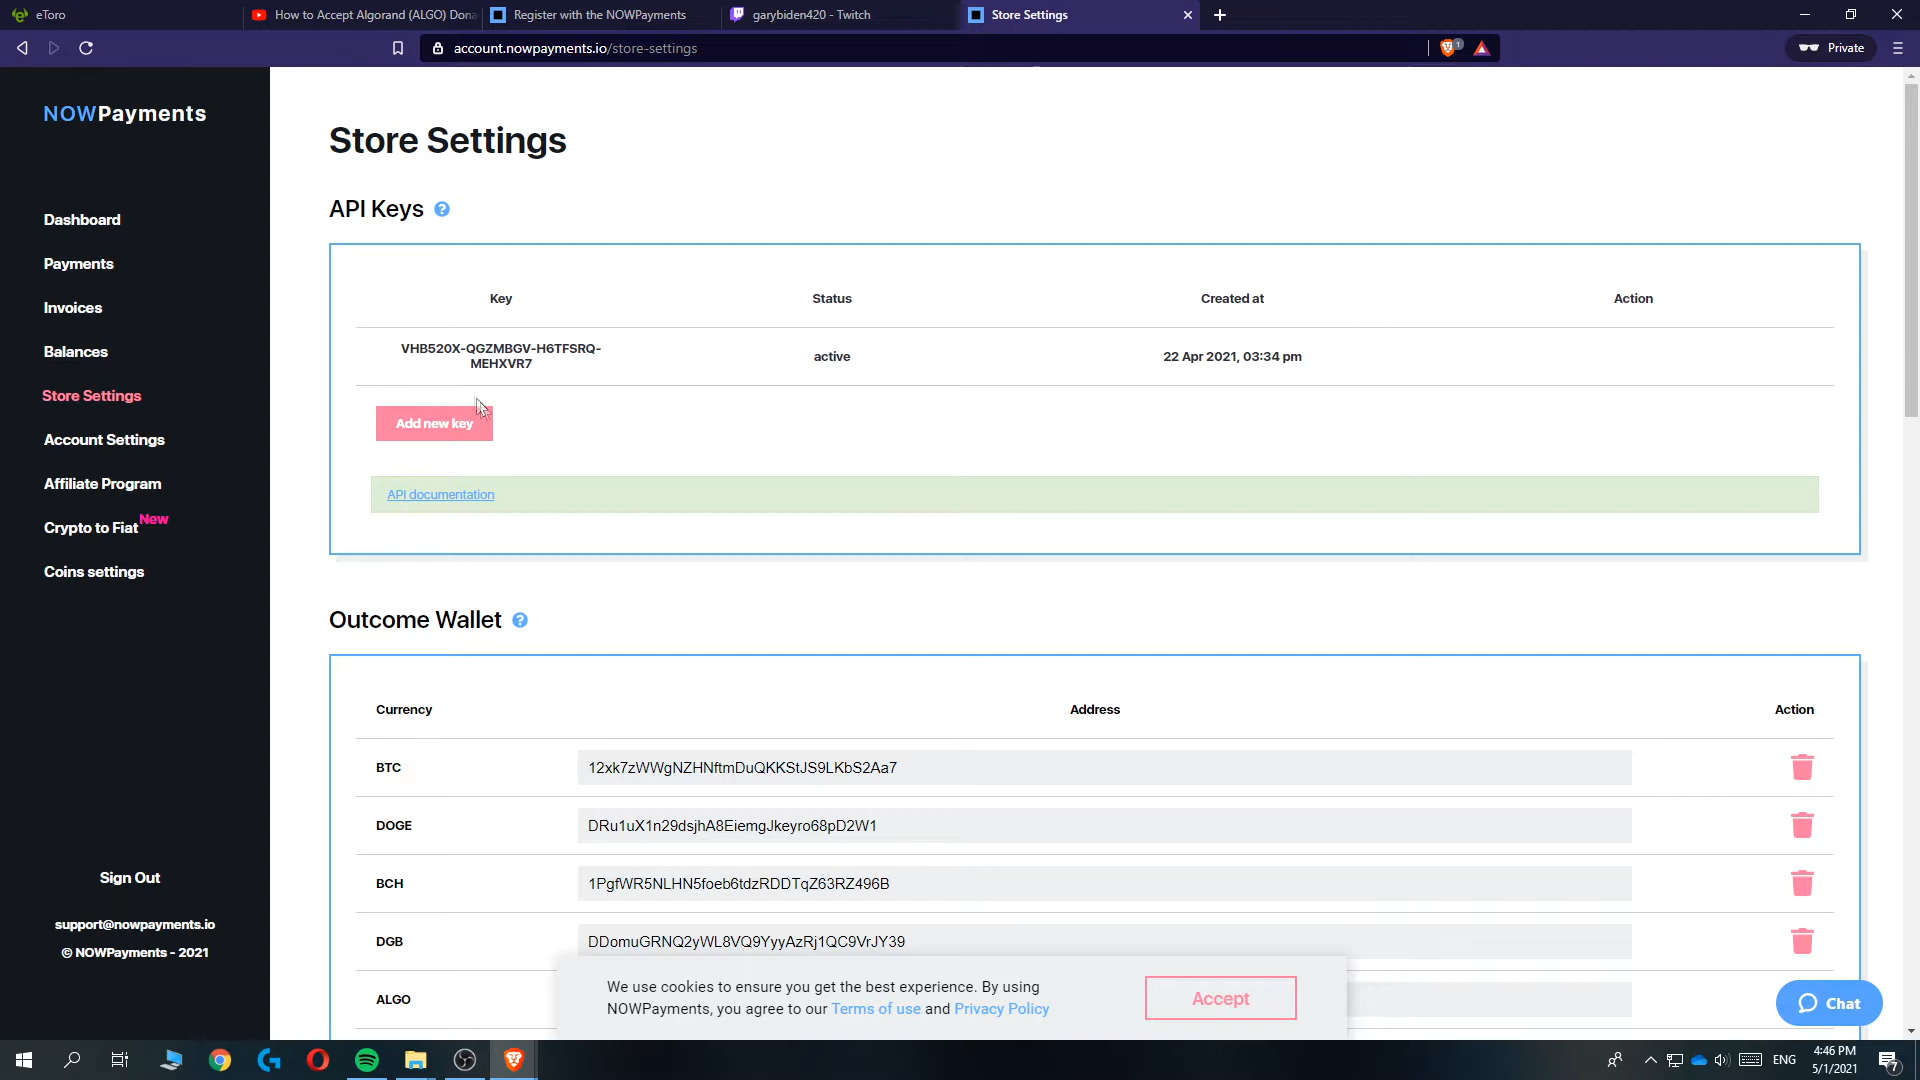 eToro
How to Accept Algorand (ALGO) Dona
Register with the NOWPayments
garybiden420 - Twitch
Store Settings
account.nowpayments.io/store-settings
1
Private
NOWPayments
Dashboard
Payments
Invoices
Balances
Store Settings
Account Settings
Affiliate Program
Crypto to Fiat New
Coins settings
Sign Out
support@nowpayments.io
© NOWPayments - 2021
Store Settings
API Keys ?
Key Status Created at Action
VHB520X-QGZMBGV-H6TFSRQ-
MEHXVR7
active
22 Apr 2021, 03:34 pm
Add new key
API documentation
Outcome Wallet ?
Currency Address Action
BTC 12xk7zWWgNZHNftmDuQKKStJS9LKbS2Aa7
DOGE DRu1uX1n29dsjhA8EiemgJkeyro68pD2W1
BCH 1PgfWR5NLHN5foeb6tdzRDDTqZ63RZ496B
DGB DDomuGRNQ2yWL8VQ9YyyAzRj1QC9VrJY39
ALGO
We use cookies to ensure you get the best experience. By using
NOWPayments, you agree to our Terms of use and Privacy Policy
Accept
Chat
ENG
4:46 PM
5/1/2021
7